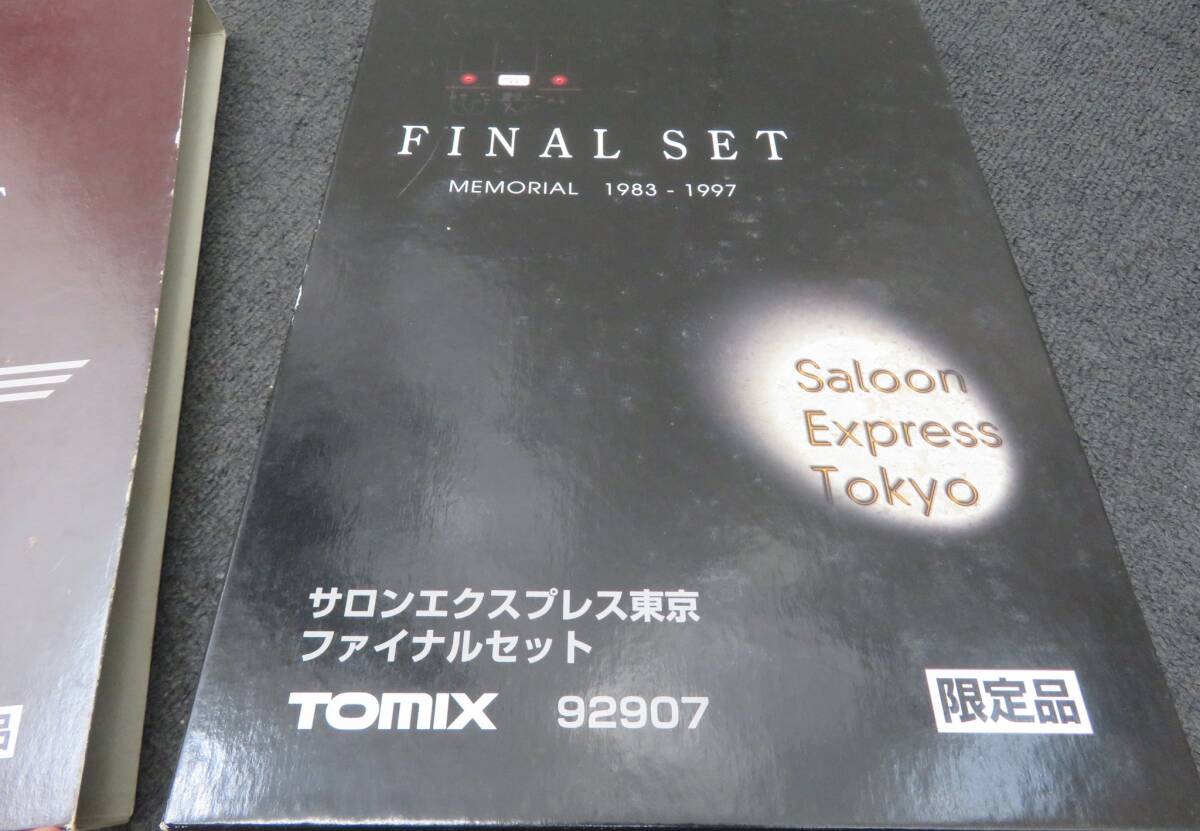 FINAL SET
MEMORIAL 1983 - 1997
Saloon
Express
Tokyo
サロンエクスプレス東京
ファイナルセット
TOMIX 92907
限定品
T
品